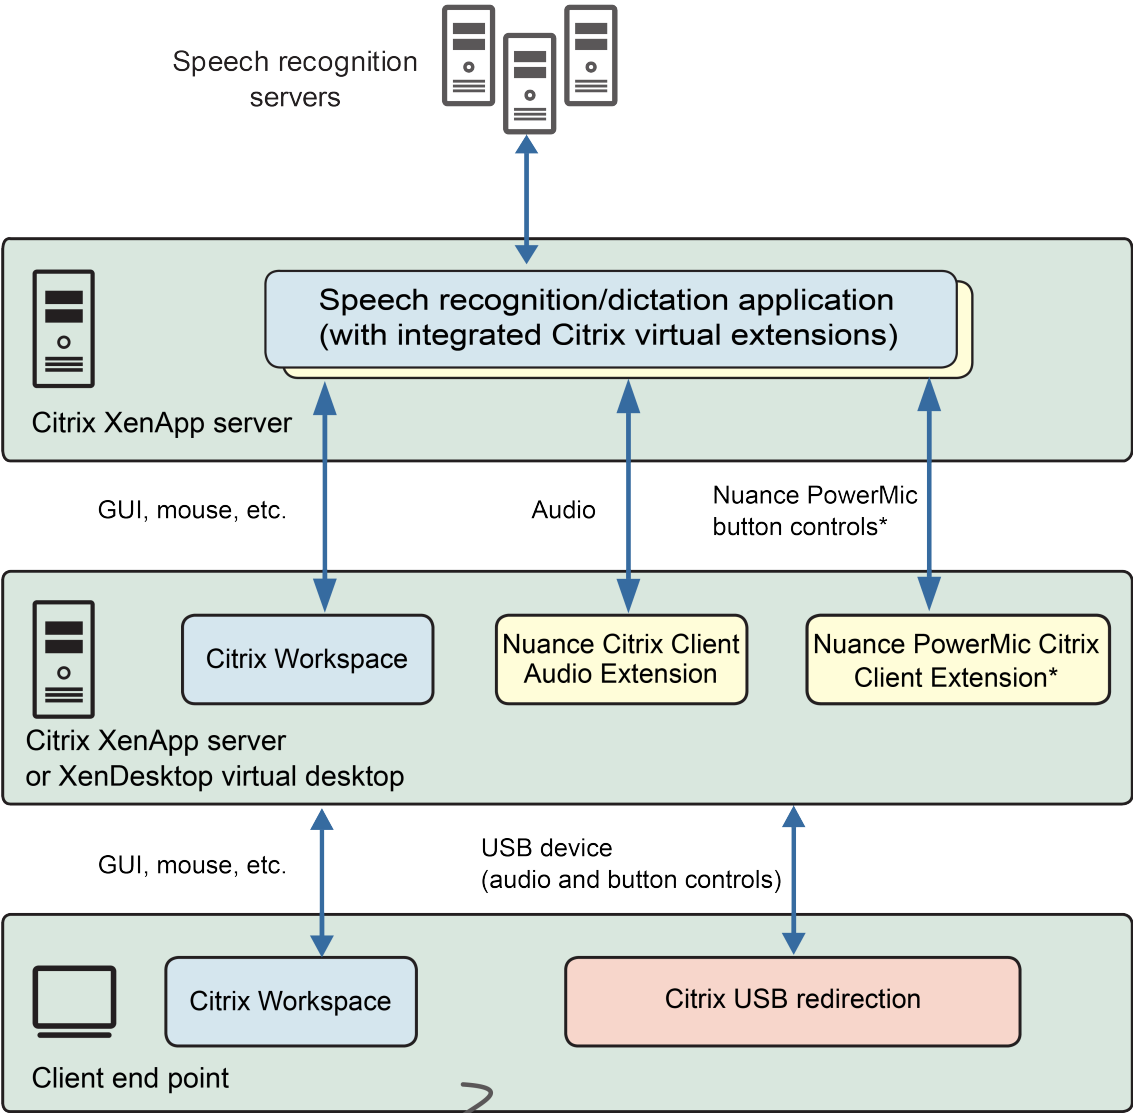 Speech recognition
servers
Speech recognition/dictation application
(with integrated Citrix virtual extensions)
Citrix XenApp server
GUI, mouse, etc.
Audio
Nuance PowerMic
button controls*
Citrix Workspace
Nuance Citrix Client
Audio Extension
Nuance PowerMic Citrix
Client Extension*
Citrix XenApp server
or XenDesktop virtual desktop
GUI, mouse, etc.
USB device
(audio and button controls)
Citrix Workspace
Citrix USB redirection
Client end point